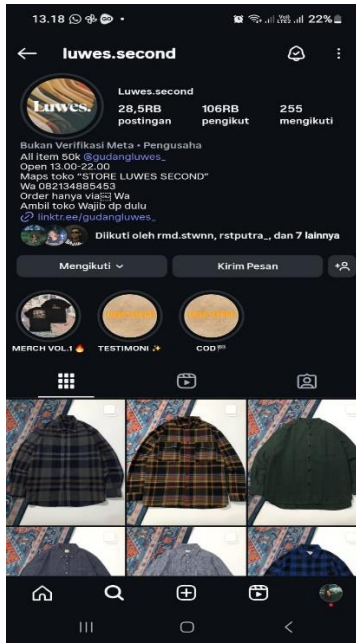 13.18
22%
luwes.second
Luwes.
Luwes.second
28,5RB 106RB 255
postingan pengikut mengikuti
Bukan Verifikasi Meta • Pengusaha
All item 50k @gudangluwes_
Open 13.00-22.00
Maps toko "STORE LUWES SECOND"
Wa 082134885453
Order hanya via Wa
Ambil toko Wajib dp dulu
linktr.ee/gudangluwes_
Diikuti oleh rmd.stwnn, rstputra_, dan 7 lainnya
Mengikuti Kirim Pesan
MERCH VOL.1 🔥 TESTIMONI ✨ COD